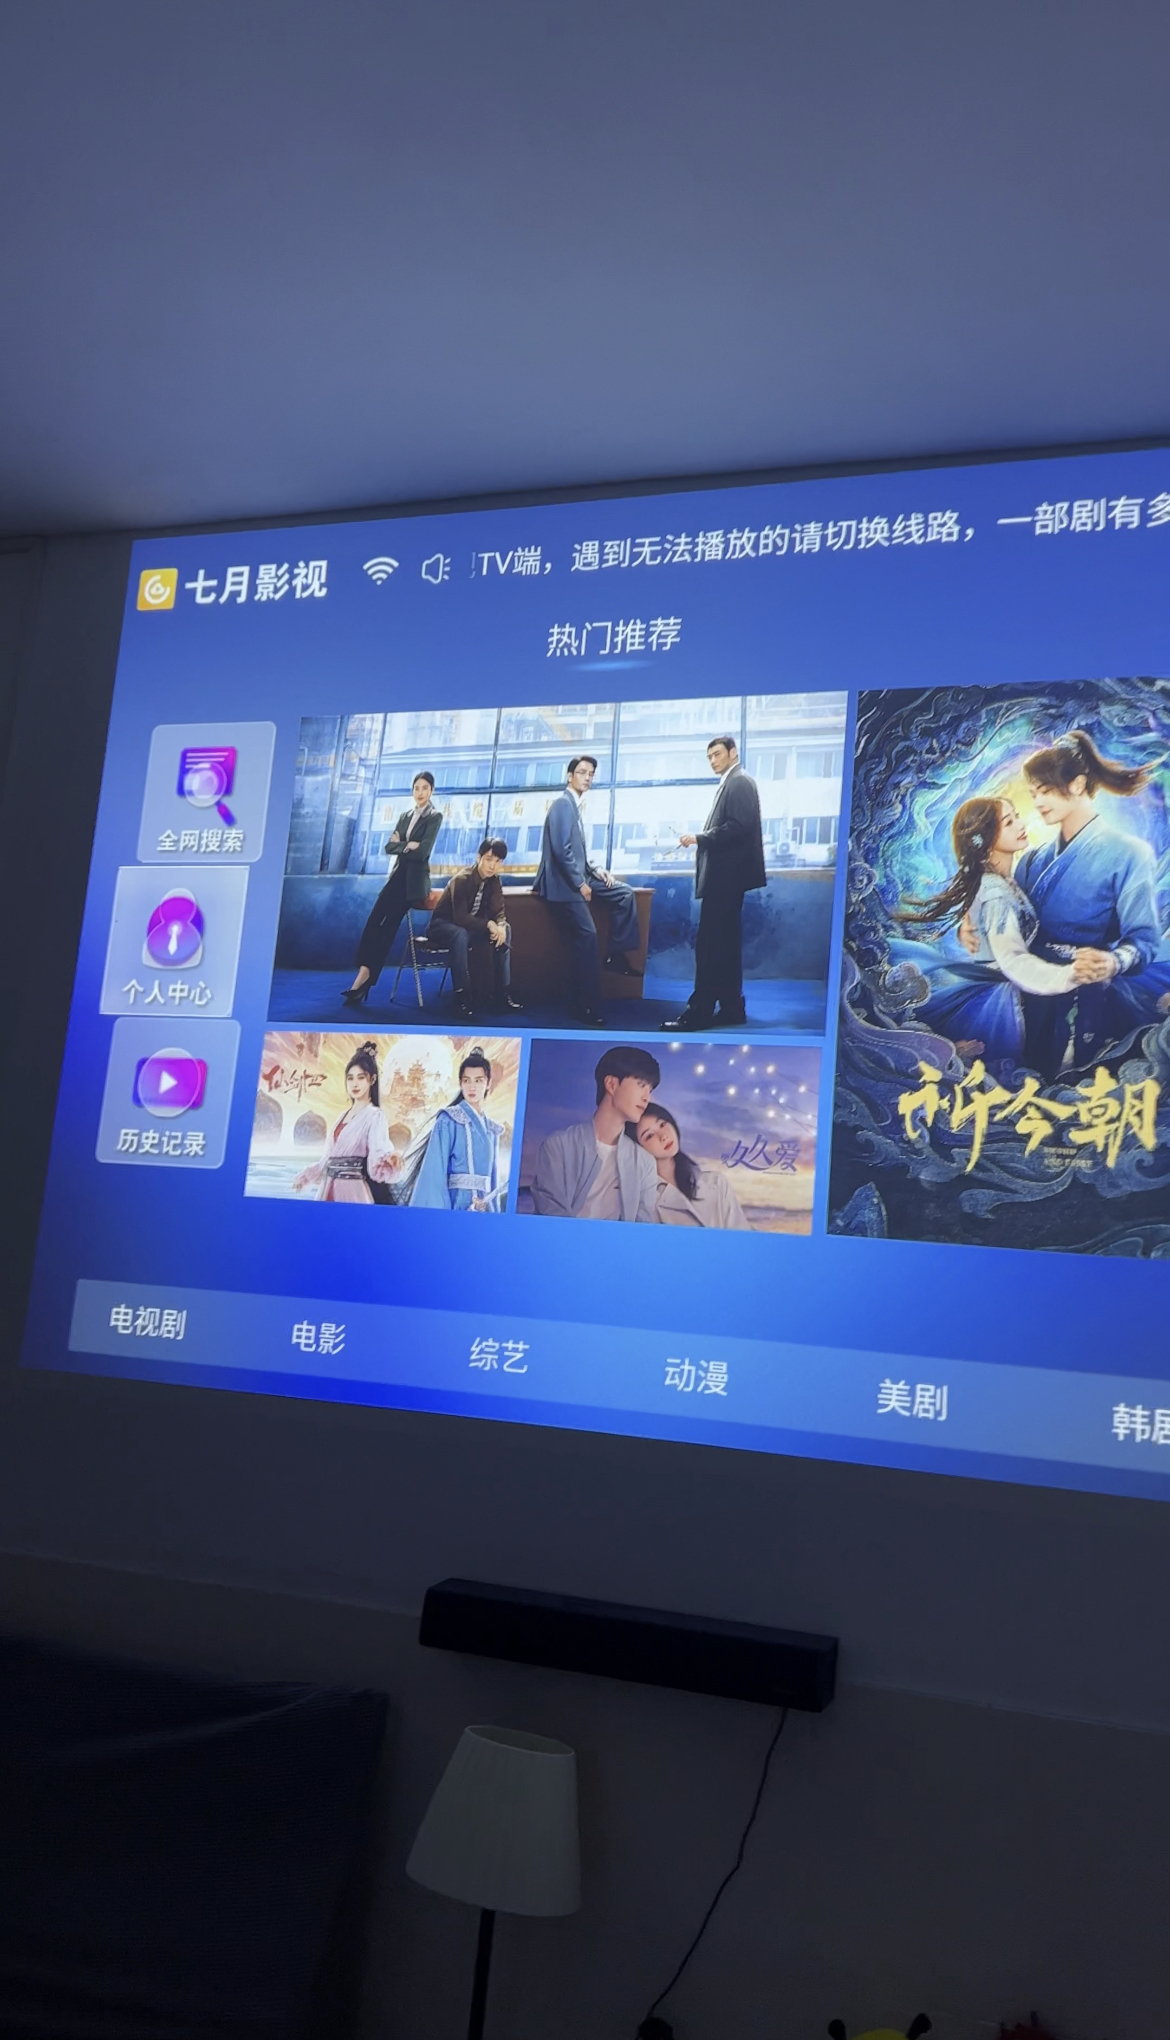 七月影视
TV端，遇到无法播放的请切换线路，一部剧有多
热门推荐
全网搜索
个人中心
历史记录
仙剑四
久久爱
祈今朝
电视剧
电影
综艺
动漫
美剧
韩剧